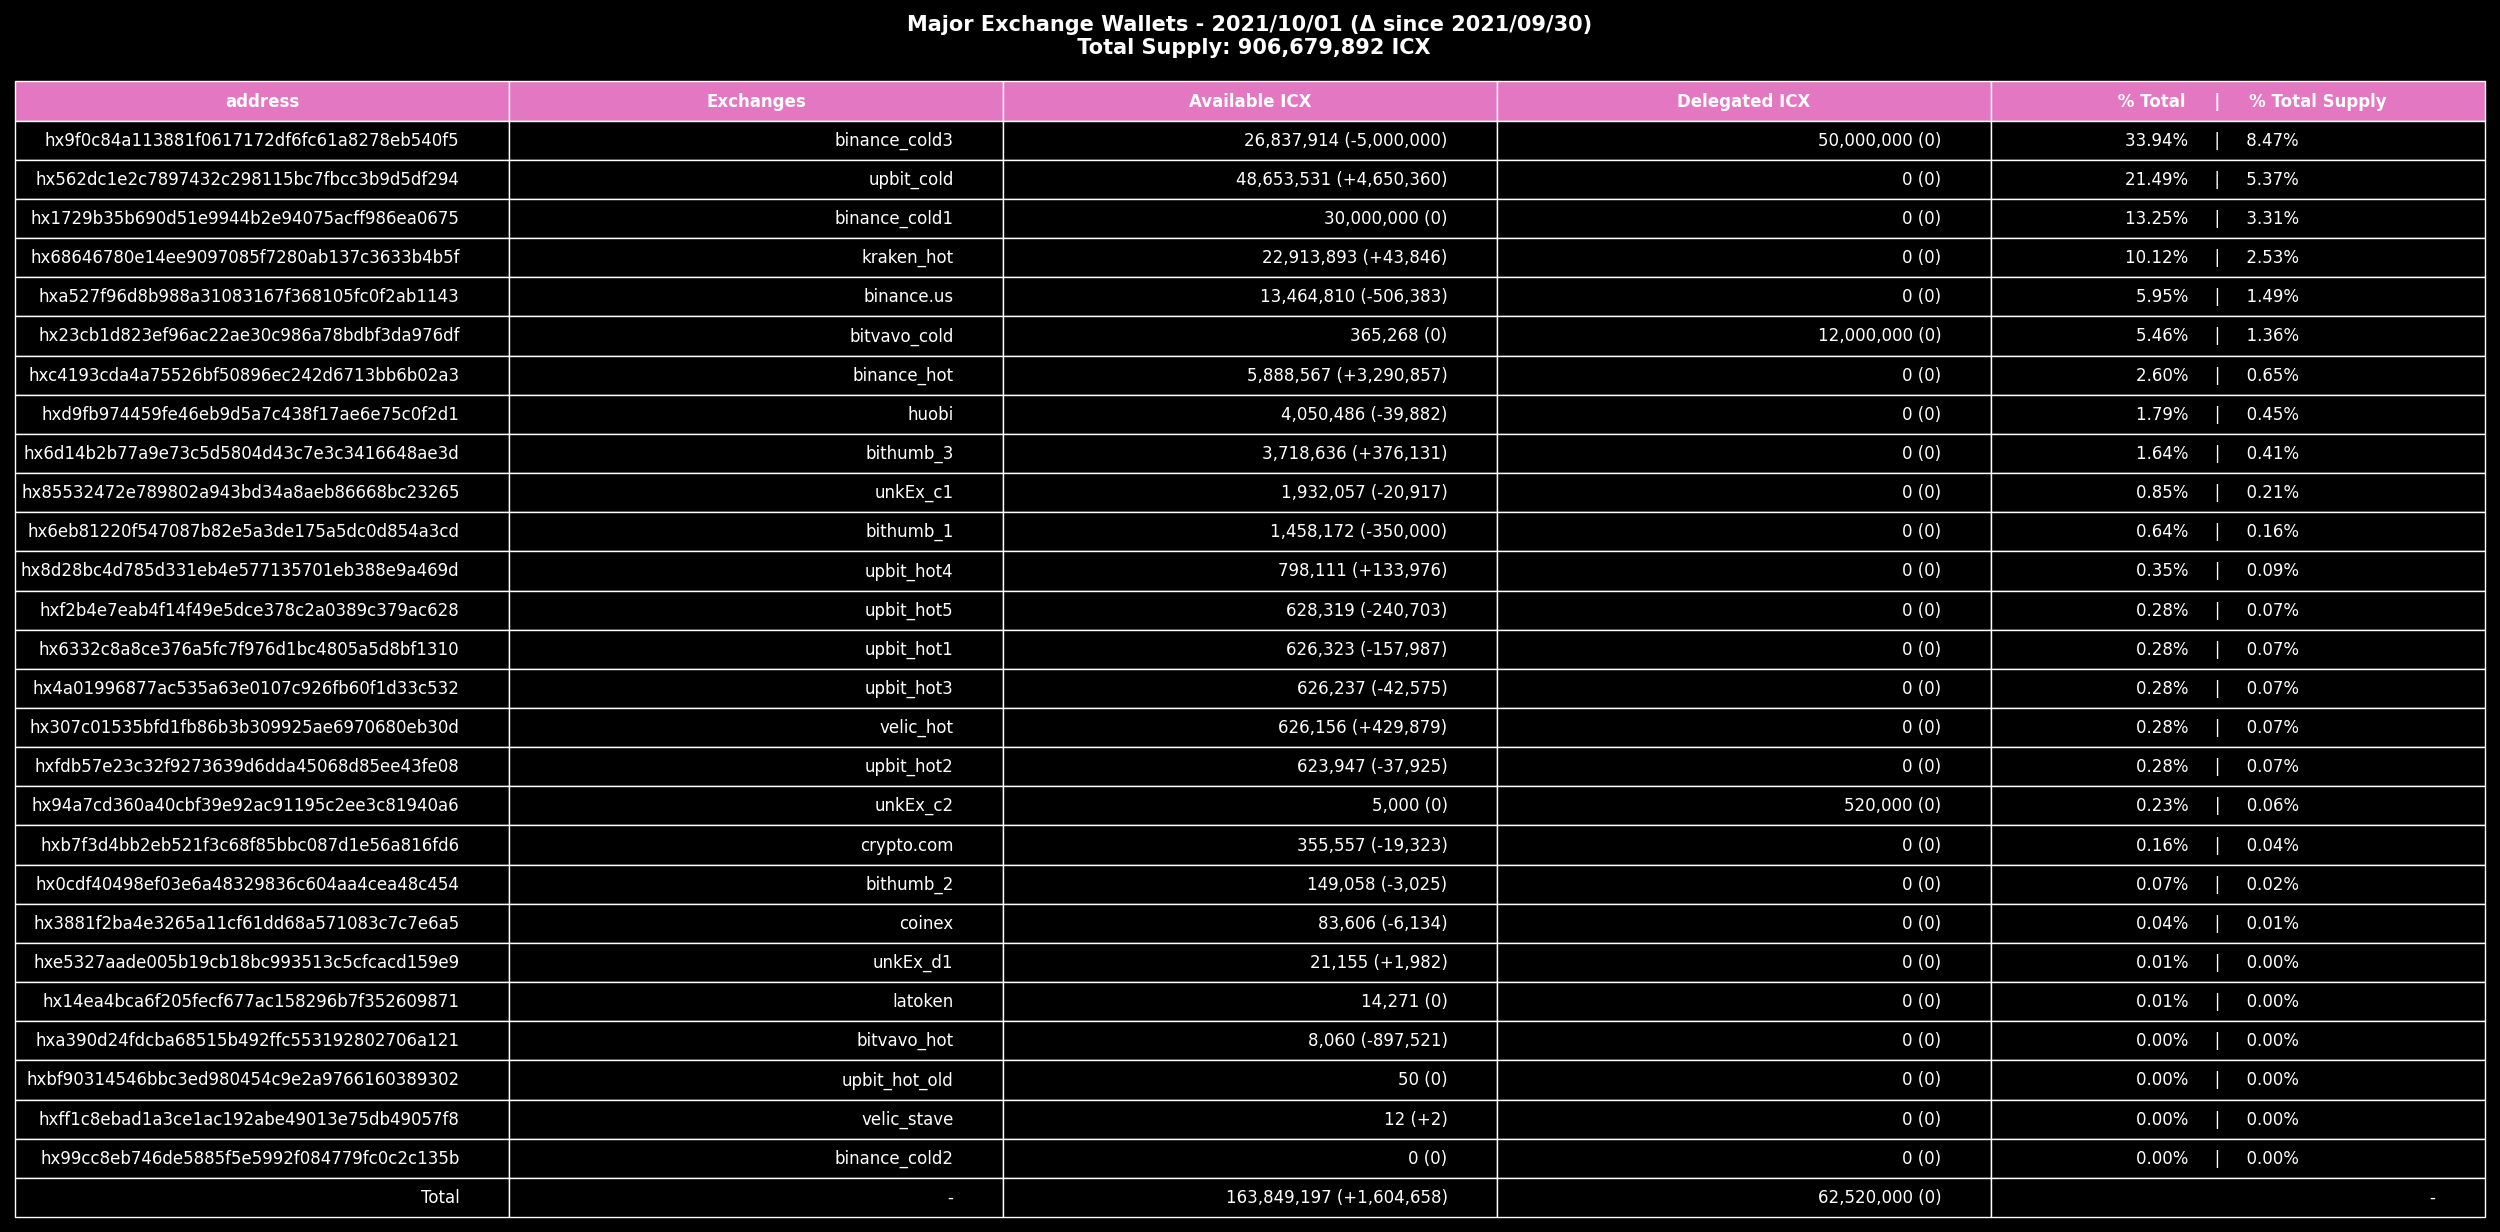 Major Exchange Wallets - 2021/10/01 (Δ since 2021/09/30)
Total Supply: 906,679,892 ICX
address Exchanges Available ICX Delegated ICX % Total | % Total Supply
hx9f0c84a113881f0617172df6fc61a8278eb540f5 binance_cold3 26,837,914 (-5,000,000) 50,000,000 (0) 33.94% | 8.47%
hx562dc1e2c7897432c298115bc7fbcc3b9d5df294 upbit_cold 48,653,531 (+4,650,360) 0 (0) 21.49% | 5.37%
hx1729b35b690d51e9944b2e94075acff986ea0675 binance_cold1 30,000,000 (0) 0 (0) 13.25% | 3.31%
hx68646780e14ee9097085f7280ab137c3633b4b5f kraken_hot 22,913,893 (+43,846) 0 (0) 10.12% | 2.53%
hxa527f96d8b988a31083167f368105fc0f2ab1143 binance.us 13,464,810 (-506,383) 0 (0) 5.95% | 1.49%
hx23cb1d823ef96ac22ae30c986a78bdbf3da976df bitvavo_cold 365,268 (0) 12,000,000 (0) 5.46% | 1.36%
hxc4193cda4a75526bf50896ec242d6713bb6b02a3 binance_hot 5,888,567 (+3,290,857) 0 (0) 2.60% | 0.65%
hxd9fb974459fe46eb9d5a7c438f17ae6e75c0f2d1 huobi 4,050,486 (-39,882) 0 (0) 1.79% | 0.45%
hx6d14b2b77a9e73c5d5804d43c7e3c3416648ae3d bithumb_3 3,718,636 (+376,131) 0 (0) 1.64% | 0.41%
hx85532472e789802a943bd34a8aeb86668bc23265 unkEx_c1 1,932,057 (-20,917) 0 (0) 0.85% | 0.21%
hx6eb81220f547087b82e5a3de175a5dc0d854a3cd bithumb_1 1,458,172 (-350,000) 0 (0) 0.64% | 0.16%
hx8d28bc4d785d331eb4e577135701eb388e9a469d upbit_hot4 798,111 (+133,976) 0 (0) 0.35% | 0.09%
hxf2b4e7eab4f14f49e5dce378c2a0389c379ac628 upbit_hot5 628,319 (-240,703) 0 (0) 0.28% | 0.07%
hx6332c8a8ce376a5fc7f976d1bc4805a5d8bf1310 upbit_hot1 626,323 (-157,987) 0 (0) 0.28% | 0.07%
hx4a01996877ac535a63e0107c926fb60f1d33c532 upbit_hot3 626,237 (-42,575) 0 (0) 0.28% | 0.07%
hx307c01535bfd1fb86b3b309925ae6970680eb30d velic_hot 626,156 (+429,879) 0 (0) 0.28% | 0.07%
hxfdb57e23c32f9273639d6dda45068d85ee43fe08 upbit_hot2 623,947 (-37,925) 0 (0) 0.28% | 0.07%
hx94a7cd360a40cbf39e92ac91195c2ee3c81940a6 unkEx_c2 5,000 (0) 520,000 (0) 0.23% | 0.06%
hxb7f3d4bb2eb521f3c68f85bbc087d1e56a816fd6 crypto.com 355,557 (-19,323) 0 (0) 0.16% | 0.04%
hx0cdf40498ef03e6a48329836c604aa4cea48c454 bithumb_2 149,058 (-3,025) 0 (0) 0.07% | 0.02%
hx3881f2ba4e3265a11cf61dd68a571083c7c7e6a5 coinex 83,606 (-6,134) 0 (0) 0.04% | 0.01%
hxe5327aade005b19cb18bc993513c5cfcacd159e9 unkEx_d1 21,155 (+1,982) 0 (0) 0.01% | 0.00%
hx14ea4bca6f205fecf677ac158296b7f352609871 latoken 14,271 (0) 0 (0) 0.01% | 0.00%
hxa390d24fdcba68515b492ffc553192802706a121 bitvavo_hot 8,060 (-897,521) 0 (0) 0.00% | 0.00%
hxbf90314546bbc3ed980454c9e2a9766160389302 upbit_hot_old 50 (0) 0 (0) 0.00% | 0.00%
hxff1c8ebad1a3ce1ac192abe49013e75db49057f8 velic_stave 12 (+2) 0 (0) 0.00% | 0.00%
hx99cc8eb746de5885f5e5992f084779fc0c2c135b binance_cold2 0 (0) 0 (0) 0.00% | 0.00%
Total - 163,849,197 (+1,604,658) 62,520,000 (0) -